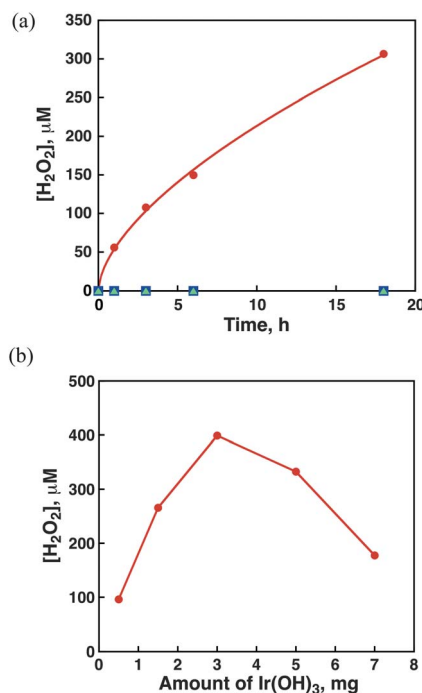 (a)
350
300
250
200
150
100
50
0
[H₂O₂], μM
0 5 10 15 20
Time, h
(b)
500
400
300
200
100
0
[H₂O₂], μM
0 1 2 3 4 5 6 7 8
Amount of Ir(OH)₃, mg